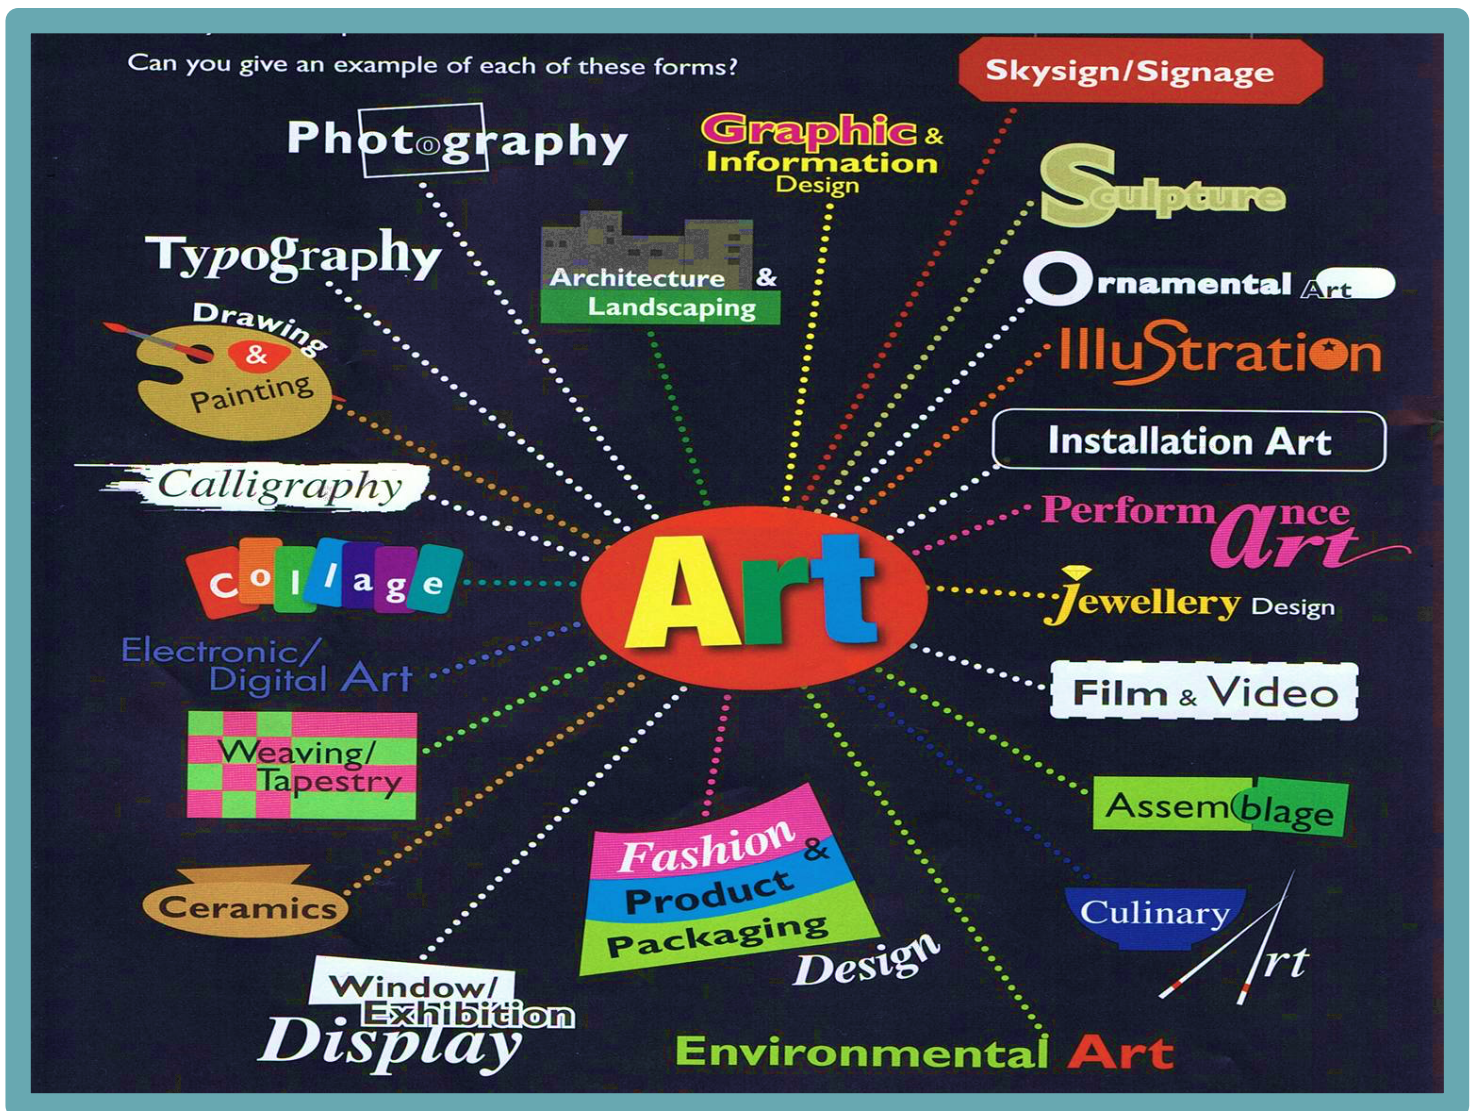 Can you give an example of each of these forms?
Skysign/Signage
Photography
Graphic &
Information
Design
Sculpture
Typography
Architecture &
Landscaping
Ornamental Art
Drawing
&
Painting
IlluStration
Installation Art
Calligraphy
Performance
art
Collage
Art
Jewellery Design
Electronic/
Digital Art
Film & Video
Weaving/
Tapestry
Assemblage
Fashion &
Product
Packaging
Design
Ceramics
Culinary
Art
Window/
Exhibition
Display
Environmental Art